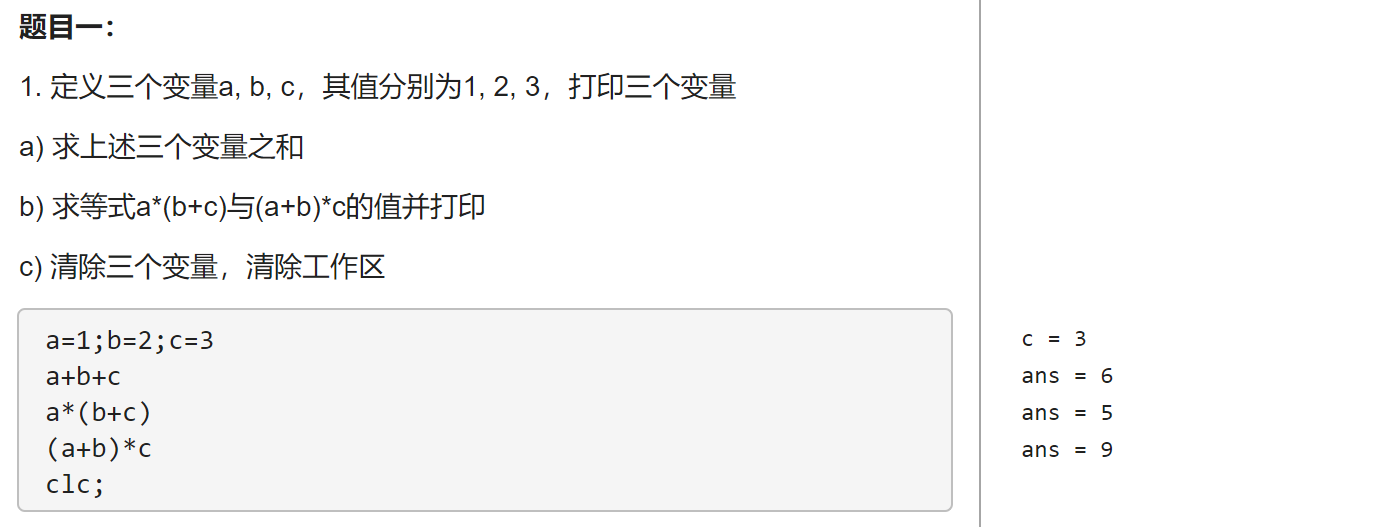 题目一：
1. 定义三个变量a, b, c，其值分别为1, 2, 3，打印三个变量
a) 求上述三个变量之和
b) 求等式a*(b+c)与(a+b)*c的值并打印
c) 清除三个变量，清除工作区
a=1;b=2;c=3
a+b+c
a*(b+c)
(a+b)*c
clc;
c = 3
ans = 6
ans = 5
ans = 9